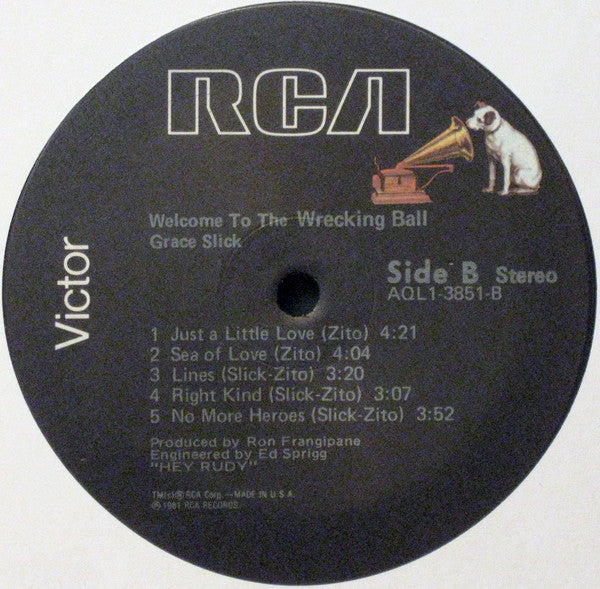 RCA
Victor
Welcome To The Wrecking Ball
Grace Slick
Side B Stereo
AQL1-3851-B
1 Just a Little Love (Zito) 4:21
2 Sea of Love (Zito) 4:04
3 Lines (Slick-Zito) 3:20
4 Right Kind (Slick-Zito) 3:07
5 No More Heroes (Slick-Zito) 3:52
Produced by Ron Frangipane
Engineered by Ed Sprigg
"HEY RUDY"
TM(s)® RCA Corp.—MADE IN U.S.A.
℗ 1981 RCA RECORDS.